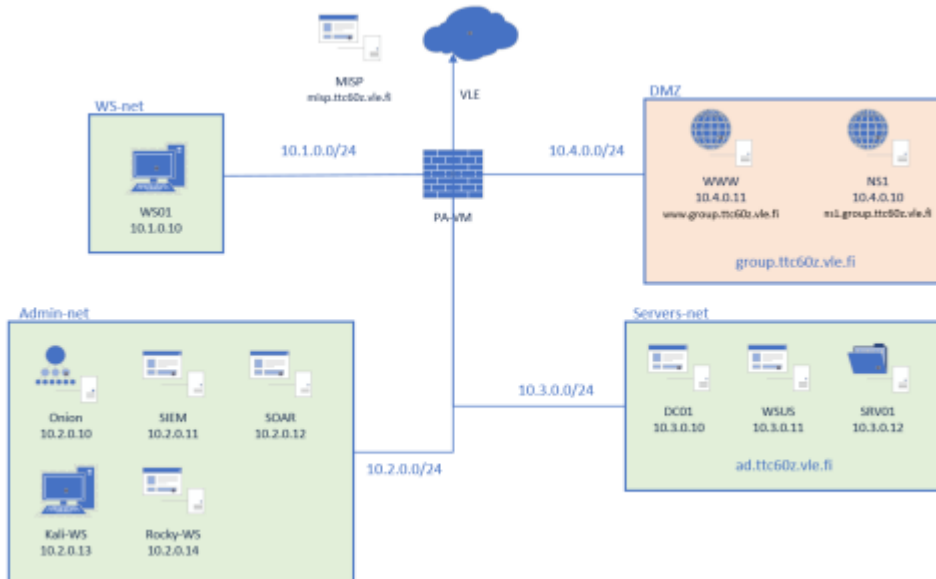 MISP
misp.ttc60z.vle.fi
VLE
WS-net
10.1.0.0/24
WS01
10.1.0.10
PA-VM
10.4.0.0/24
DMZ
WWW
10.4.0.11
www.group.ttc60z.vle.fi
NS1
10.4.0.10
ns1.group.ttc60z.vle.fi
group.ttc60z.vle.fi
Admin-net
Onion
10.2.0.10
SIEM
10.2.0.11
SOAR
10.2.0.12
Kali-WS
10.2.0.13
Rocky-WS
10.2.0.14
10.2.0.0/24
10.3.0.0/24
Servers-net
DC01
10.3.0.10
WSUS
10.3.0.11
SRV01
10.3.0.12
ad.ttc60z.vle.fi